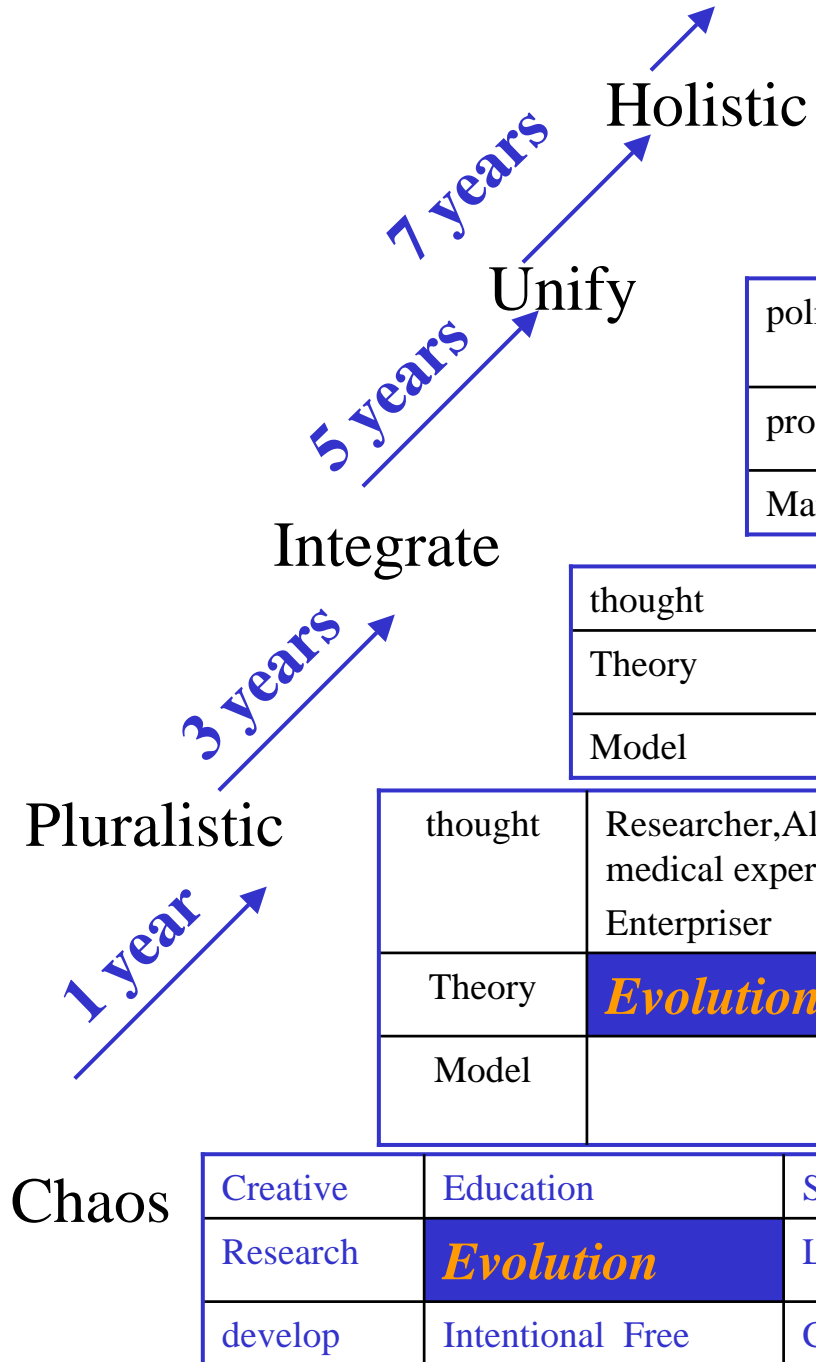 Holistic
7 years
Unify
5 years
Integrate
thought
Theory
3 years
Model
Pluralistic
thought
Researcher,
medical
Enterpriser
1 year
Theory
Evolution
Model
Chaos
Creative
Education
Research
Evolution
develop
Intentional Free